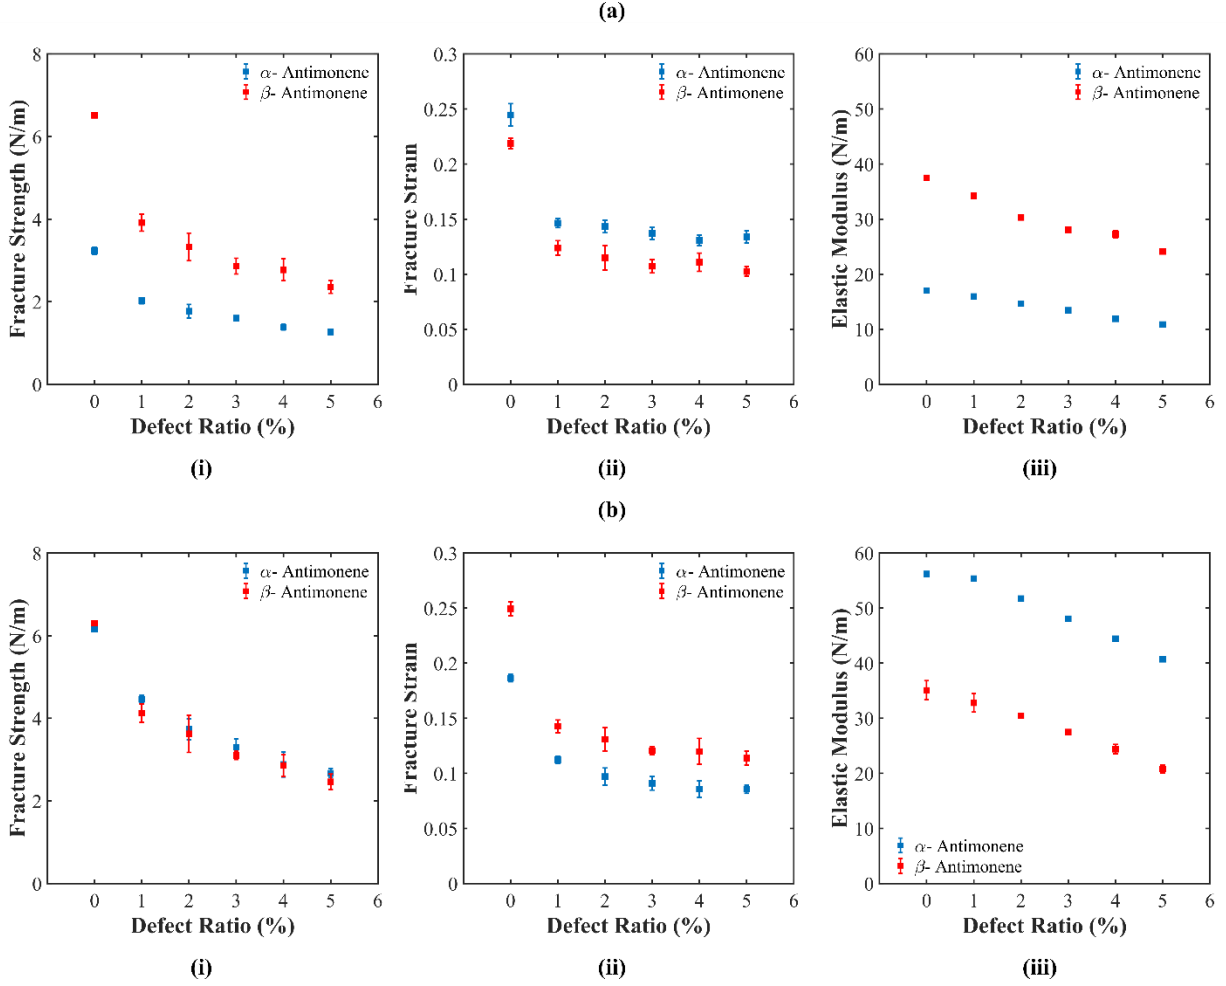 (a)
Fracture Strength (N/m)
8
6
4
2
0
α- Antimonene
β- Antimonene
0 1 2 3 4 5 6
Defect Ratio (%)
(i)
Fracture Strain
0.3
0.25
0.2
0.15
0.1
0.05
0
α- Antimonene
β- Antimonene
0 1 2 3 4 5 6
Defect Ratio (%)
(ii)
Elastic Modulus (N/m)
60
50
40
30
20
10
0
α- Antimonene
β- Antimonene
0 1 2 3 4 5 6
Defect Ratio (%)
(iii)
(b)
Fracture Strength (N/m)
8
6
4
2
0
α- Antimonene
β- Antimonene
0 1 2 3 4 5 6
Defect Ratio (%)
(i)
Fracture Strain
0.3
0.25
0.2
0.15
0.1
0.05
0
α- Antimonene
β- Antimonene
0 1 2 3 4 5 6
Defect Ratio (%)
(ii)
Elastic Modulus (N/m)
60
50
40
30
20
10
0
α- Antimonene
β- Antimonene
0 1 2 3 4 5 6
Defect Ratio (%)
(iii)